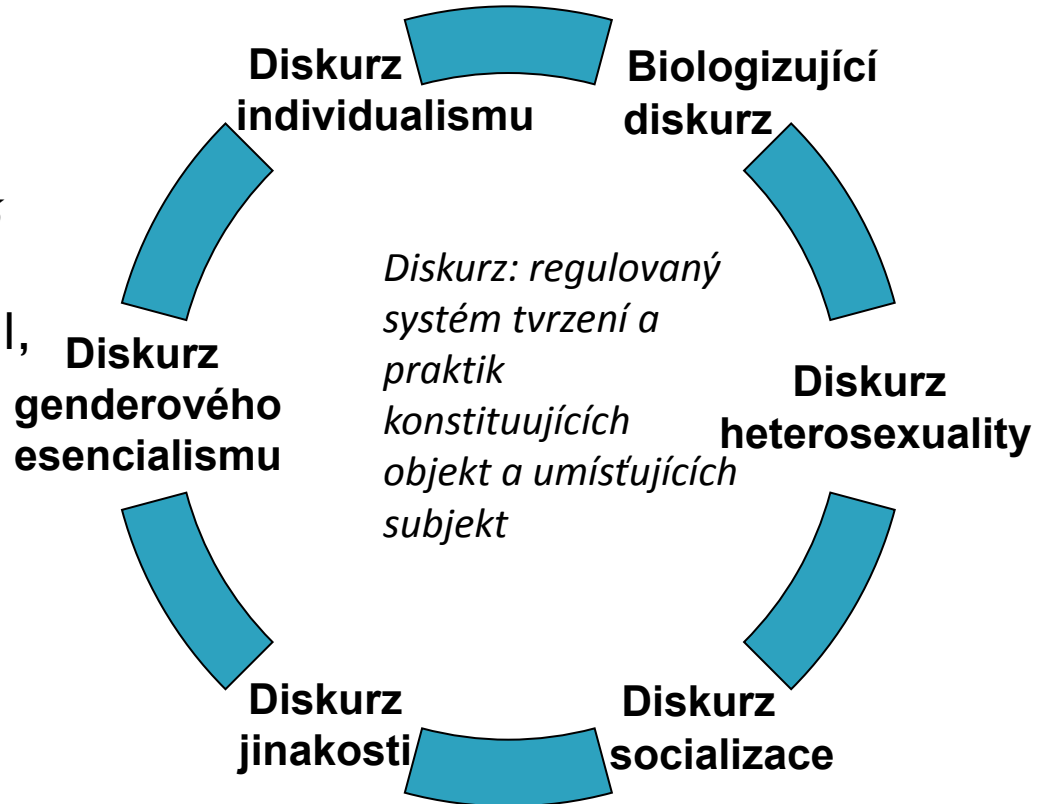 Diskurz
individualismu
Biologizující
diskurz
Diskurz
heterosexuality
Diskurz
socializace
Diskurz
jinakosti
Diskurz
genderového
esencialismu
Diskurz: regulovaný
systém tvrzení a
praktik
konstituujících
objekt a umísťujících
subjekt